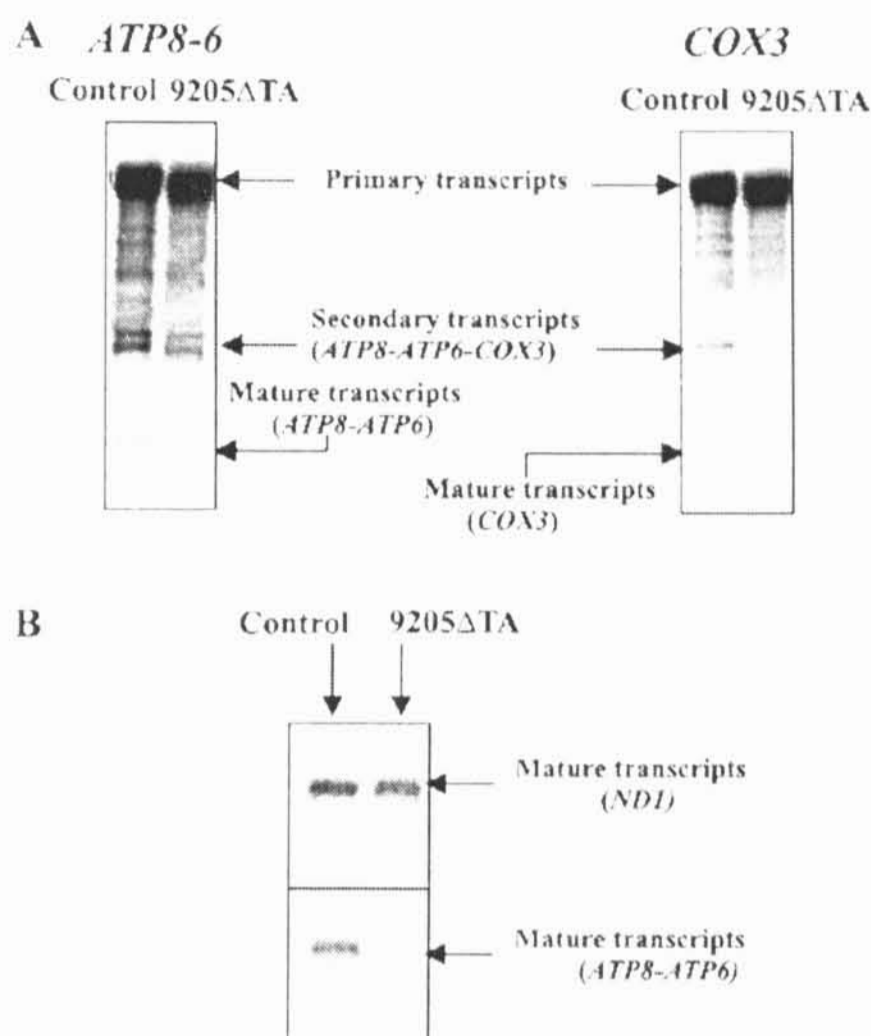 A ATP8-6 COX3
Control 9205ΔTA Control 9205ΔTA
Primary transcripts
Secondary transcripts
(ATP8-ATP6-COX3)
Mature transcripts
(ATP8-ATP6)
Mature transcripts
(COX3)
B Control 9205ΔTA
Mature transcripts
(ND1)
Mature transcripts
(ATP8-ATP6)